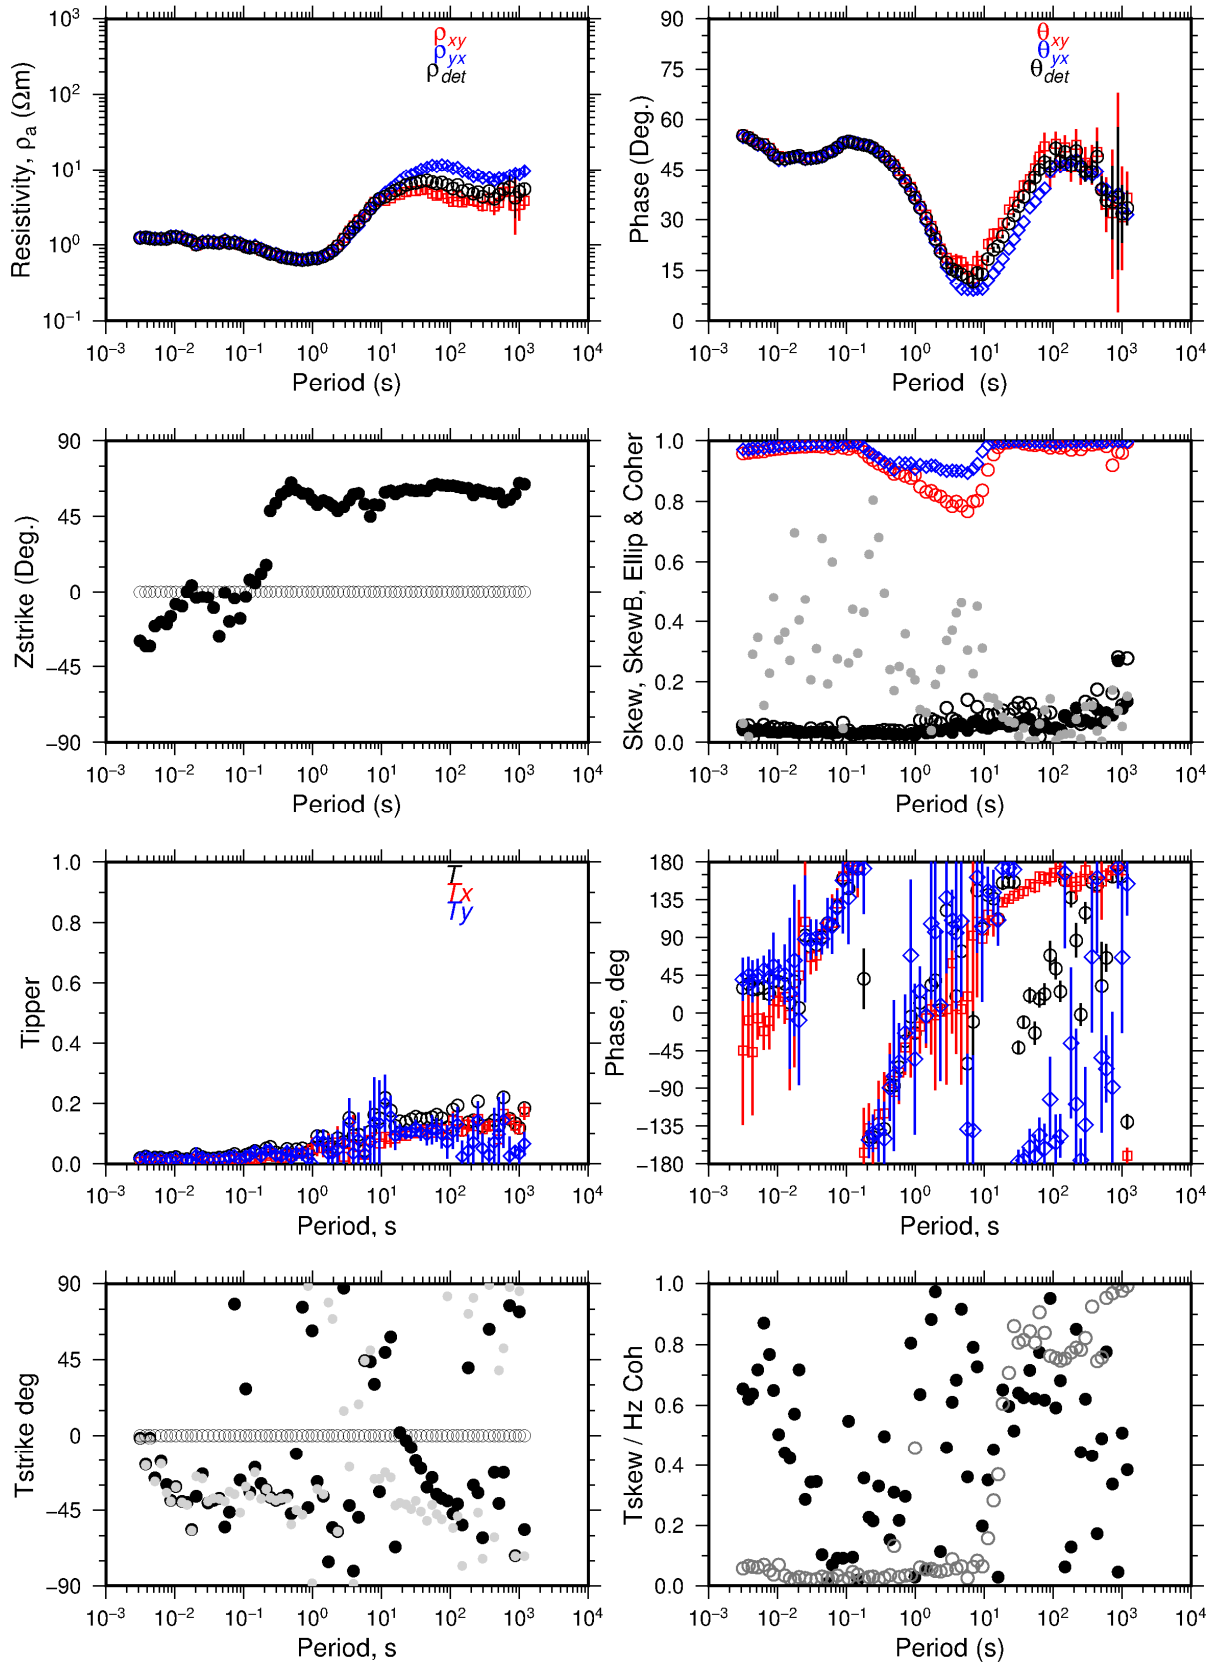 10³
10²
10¹
10⁰
10⁻¹
Resistivity, ρₐ (Ωm)
ρxy
ρyx
ρdet
10⁻³ 10⁻² 10⁻¹ 10⁰ 10¹ 10² 10³ 10⁴
Period (s)
90
75
60
45
30
15
0
Phase (Deg.)
θxy
θyx
θdet
10⁻³ 10⁻² 10⁻¹ 10⁰ 10¹ 10² 10³ 10⁴
Period (s)
90
45
0
−45
−90
Zstrike (Deg.)
10⁻³ 10⁻² 10⁻¹ 10⁰ 10¹ 10² 10³ 10⁴
Period (s)
1.0
0.8
0.6
0.4
0.2
0.0
Skew, SkewB, Ellip & Coher
10⁻³ 10⁻² 10⁻¹ 10⁰ 10¹ 10² 10³ 10⁴
Period (s)
1.0
0.8
0.6
0.4
0.2
0.0
Tipper
T
Tx
Ty
10⁻³ 10⁻² 10⁻¹ 10⁰ 10¹ 10² 10³ 10⁴
Period, s
180
135
90
45
0
−45
−90
−135
−180
Phase, deg
10⁻³ 10⁻² 10⁻¹ 10⁰ 10¹ 10² 10³ 10⁴
Period, s
90
45
0
−45
−90
Tstrike deg
10⁻³ 10⁻² 10⁻¹ 10⁰ 10¹ 10² 10³ 10⁴
Period, s
1.0
0.8
0.6
0.4
0.2
0.0
Tskew / Hz Coh
10⁻³ 10⁻² 10⁻¹ 10⁰ 10¹ 10² 10³ 10⁴
Period (s)